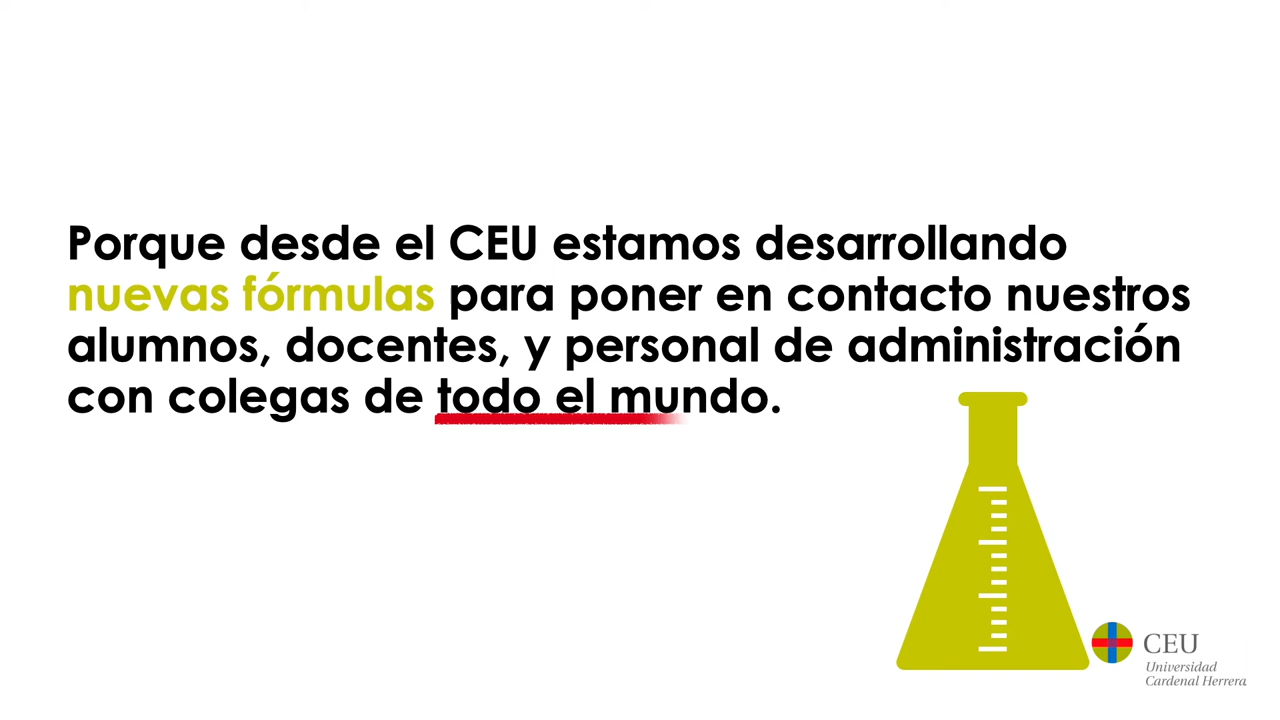 Porque desde el CEU estamos desarrollando
nuevas fórmulas para poner en contacto nuestros
alumnos, docentes, y personal de administración
con colegas de todo el mundo.
CEU
Universidad
Cardenal Herrera